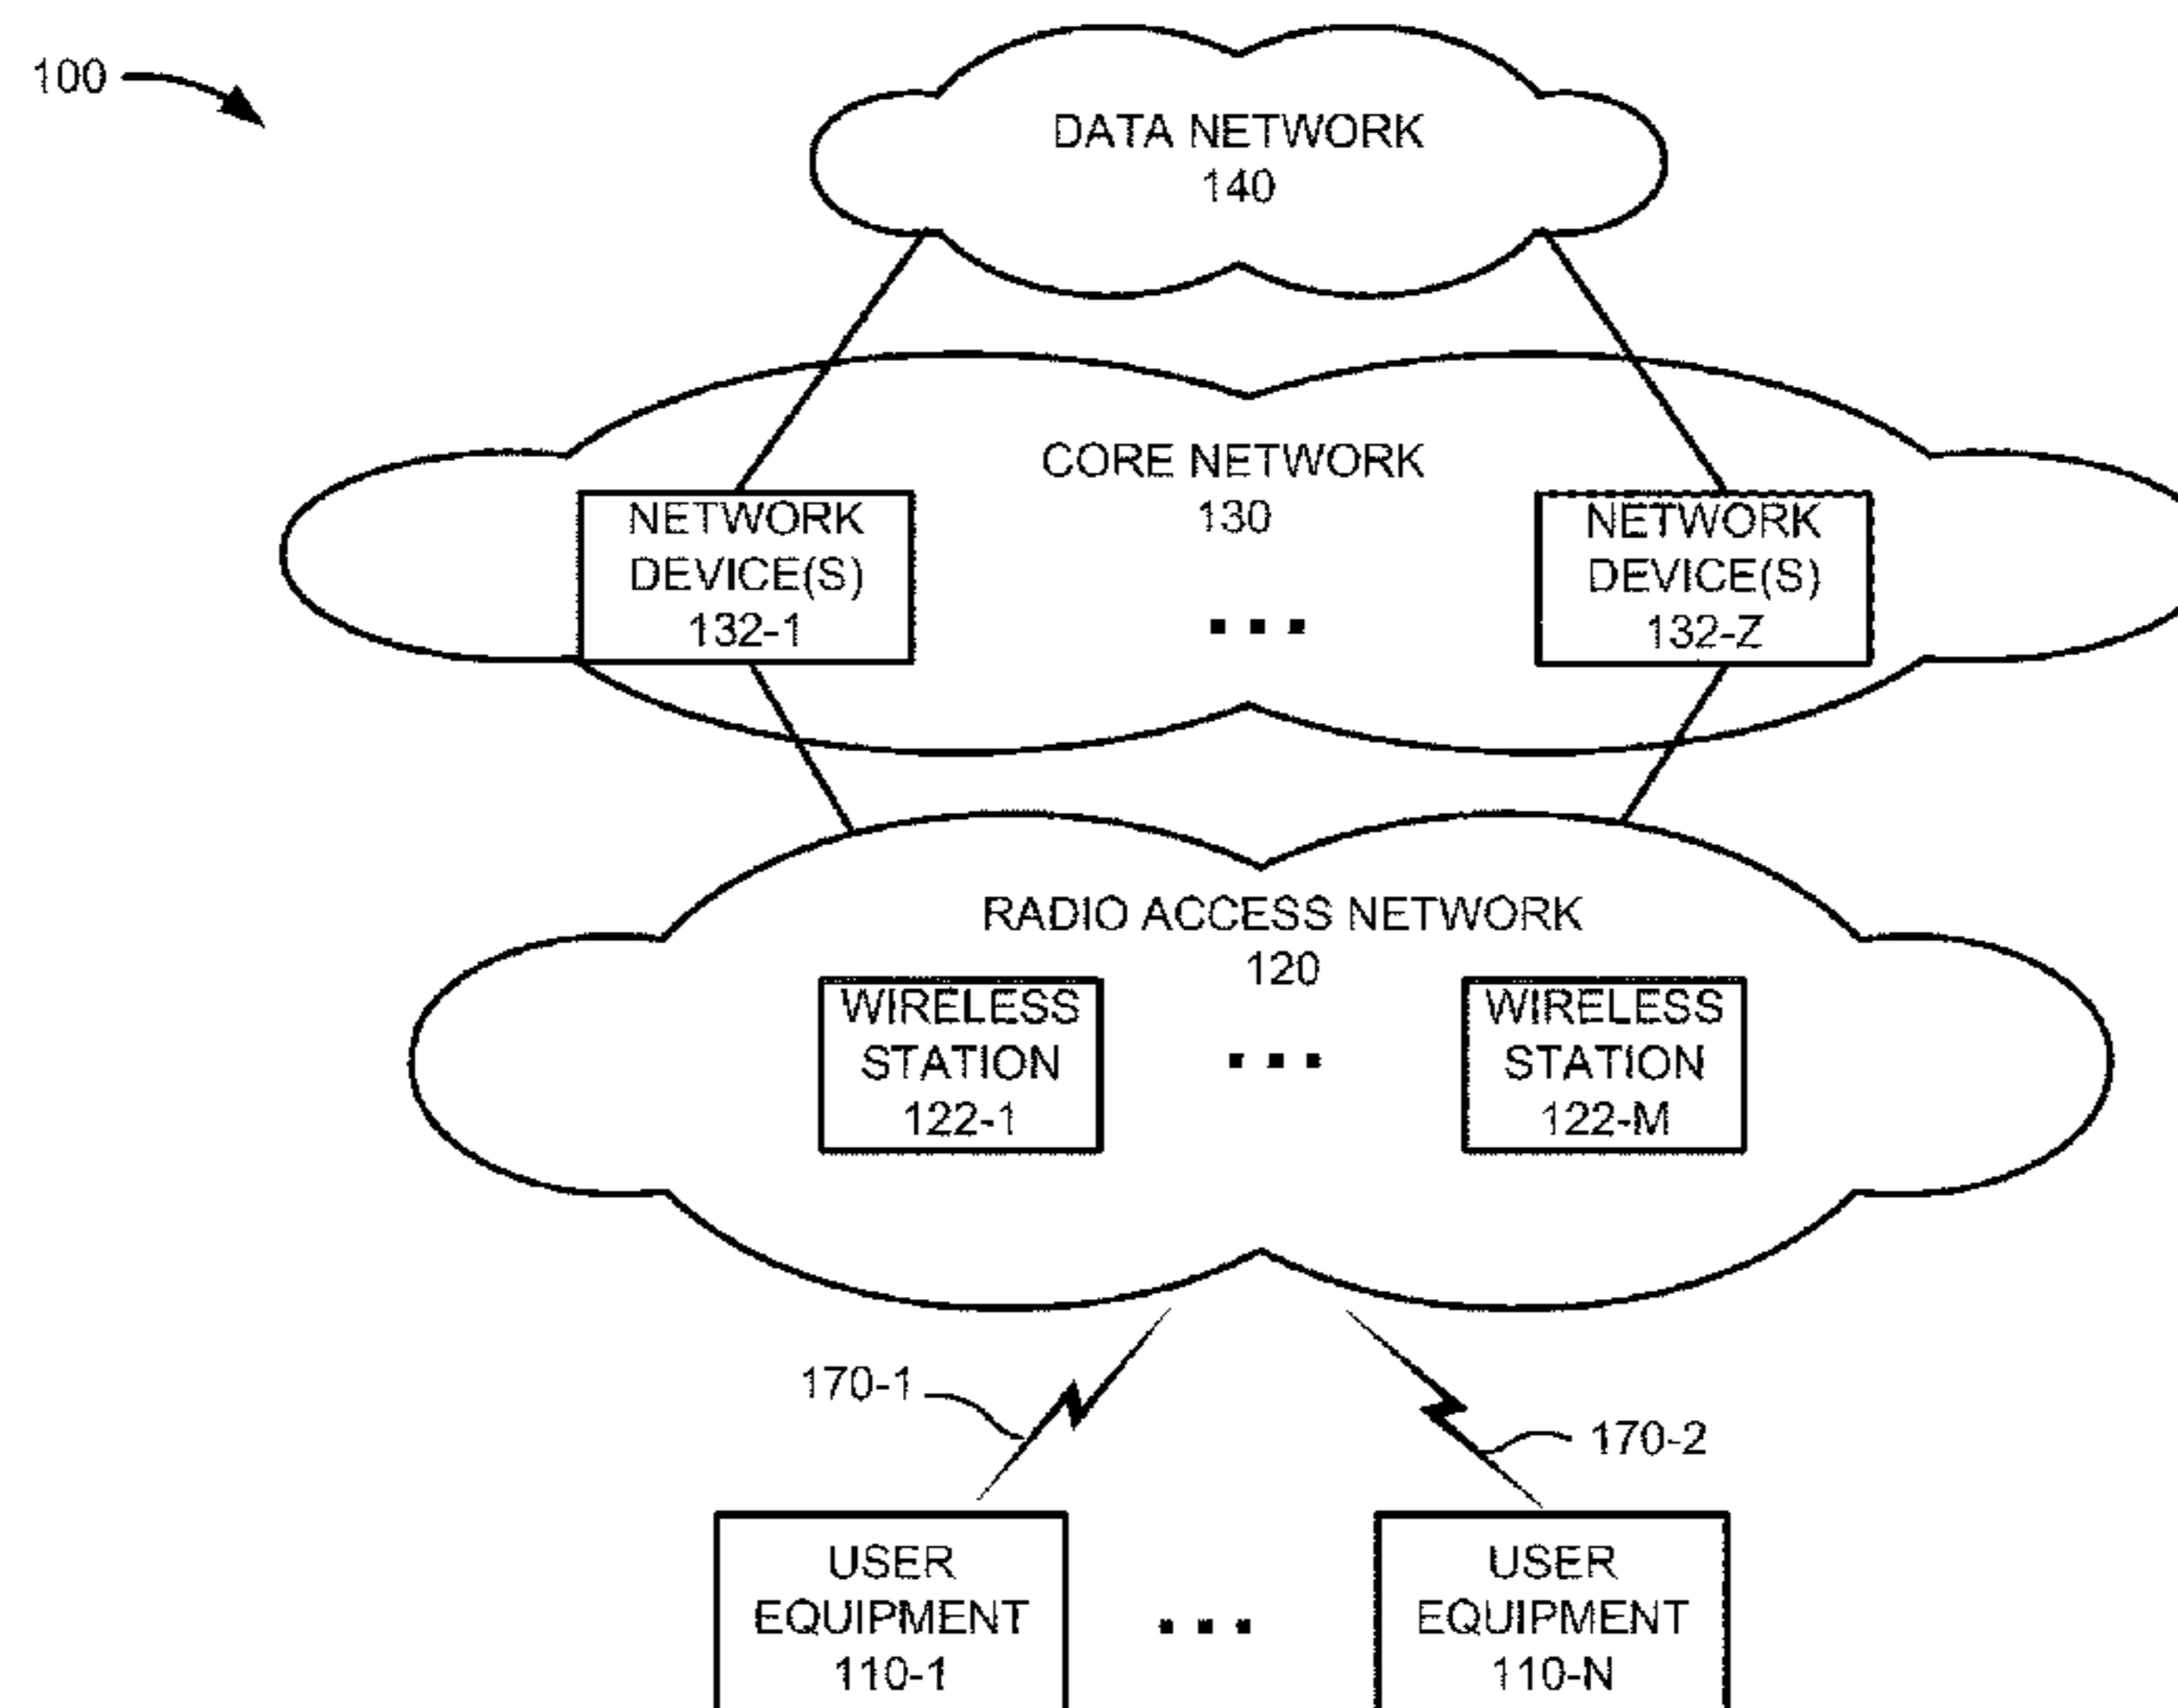 100
DATA NETWORK
140
CORE NETWORK
130
NETWORK
DEVICE(S)
132-1
...
NETWORK
DEVICE(S)
132-Z
RADIO ACCESS NETWORK
120
WIRELESS
STATION
122-1
...
WIRELESS
STATION
122-M
170-1
170-2
USER
EQUIPMENT
110-1
...
USER
EQUIPMENT
110-N